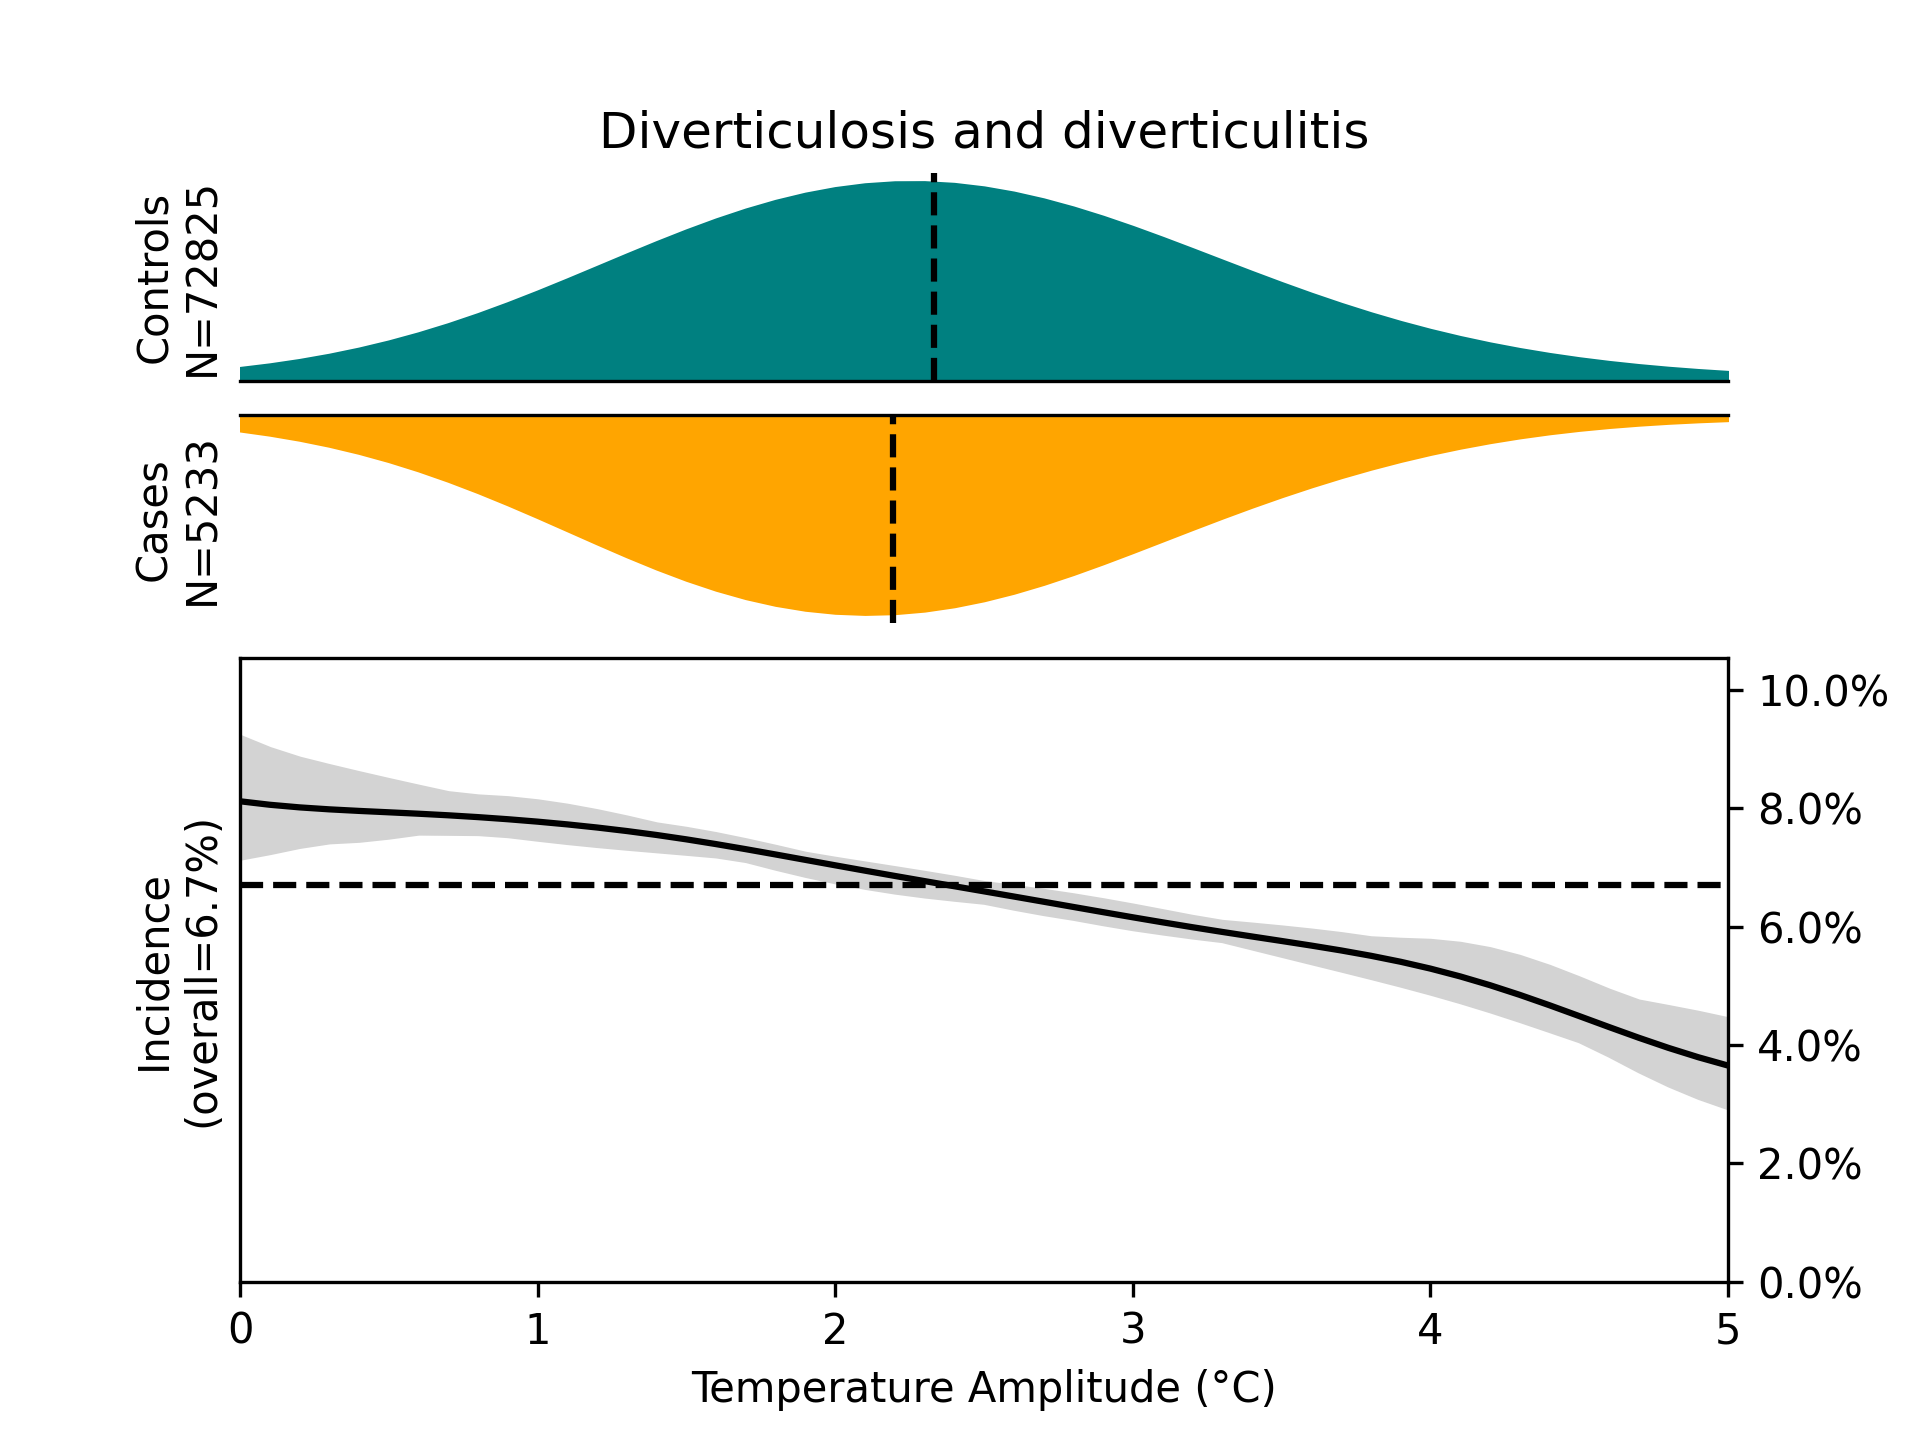 Diverticulosis and diverticulitis
Controls
N=72825
Cases
N=5233
Incidence
(overall=6.7%)
10.0%
8.0%
6.0%
4.0%
2.0%
0.0%
0 1 2 3 4 5
Temperature Amplitude (°C)